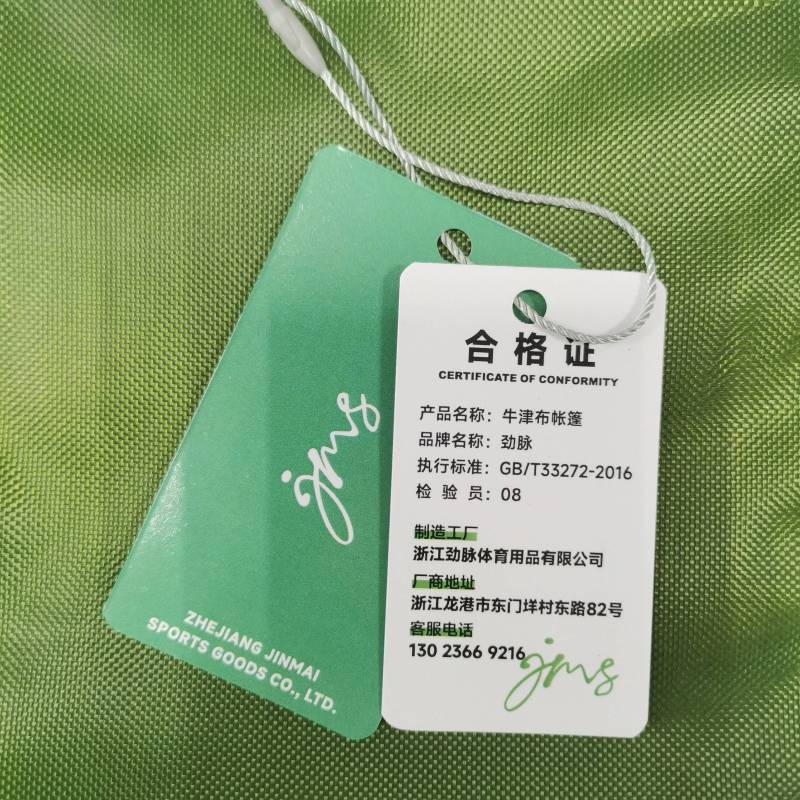 jms
ZHEJIANG JINMAI
SPORTS GOODS CO., LTD.
合格证
CERTIFICATE OF CONFORMITY
产品名称：牛津布帐篷
品牌名称：劲脉
执行标准：GB/T33272-2016
检 验 员：08
制造工厂
浙江劲脉体育用品有限公司
厂商地址
浙江龙港市东门垟村东路82号
客服电话
130 2366 9216
jms